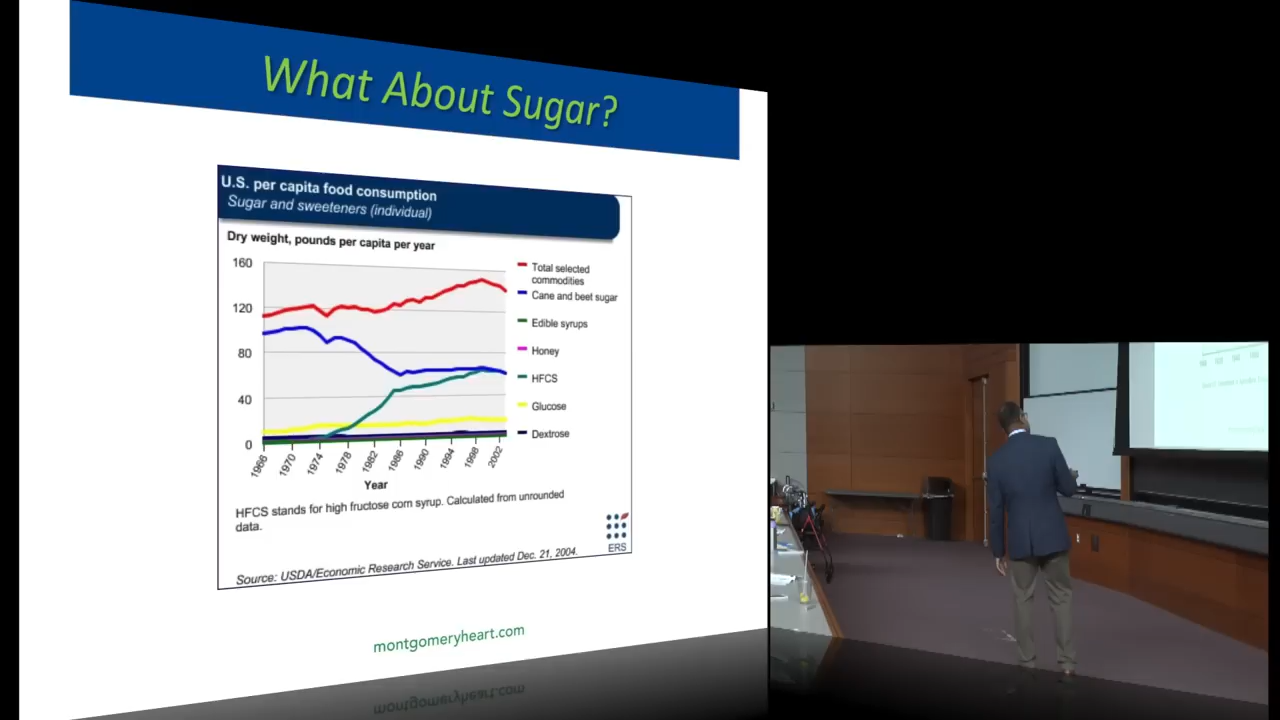 What About Sugar?
U.S. per capita food consumption
Sugar and sweeteners (individual)
Dry weight, pounds per capita per year
160
120
80
40
0
1966
1970
1974
1978
1982
1986
1990
1994
1998
2002
Year
Total selected
commodities
Cane and beet sugar
Edible syrups
Honey
HFCS
Glucose
Dextrose
HFCS stands for high fructose corn syrup. Calculated from unrounded
data.
ERS
Source: USDA/Economic Research Service. Last updated Dec. 21, 2004.
montgomeryheart.com